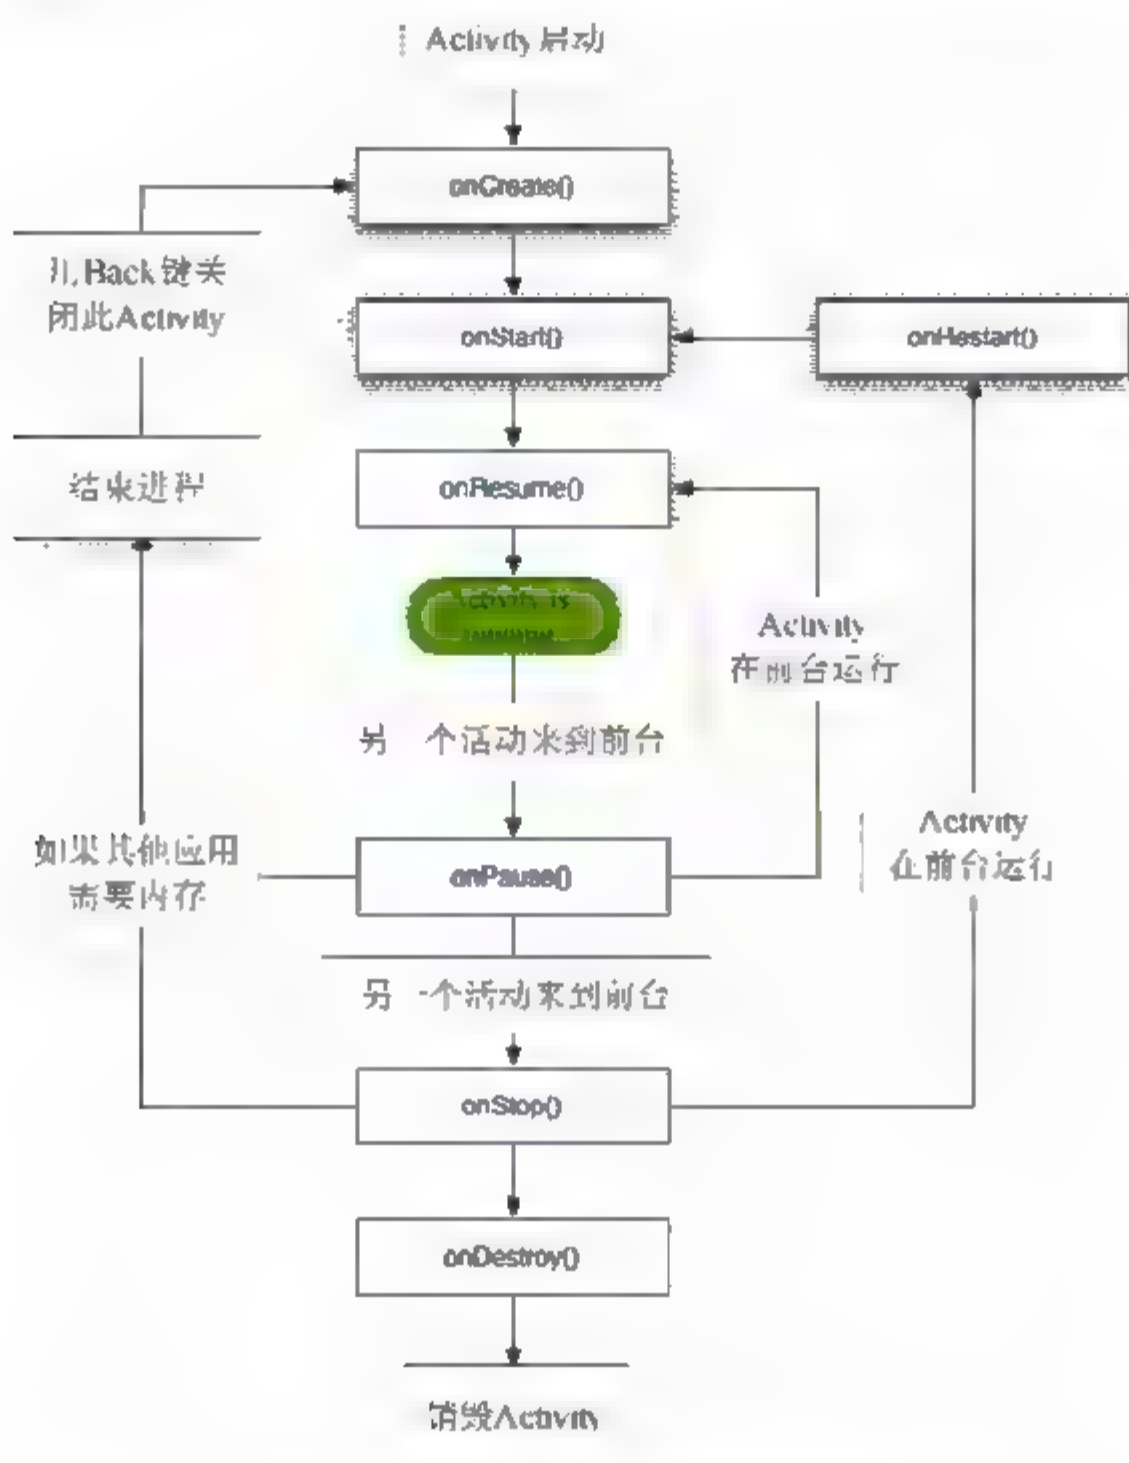 Activity 启动
onCreate()
用Back键关
闭此Activity
onStart()
onRestart()
结束进程
onResume()
Activity is
running
Activity
在前台运行
另一个活动来到前台
Activity
在前台运行
如果其他应用
需要内存
onPause()
另一个活动来到前台
onStop()
onDestroy()
销毁Activity